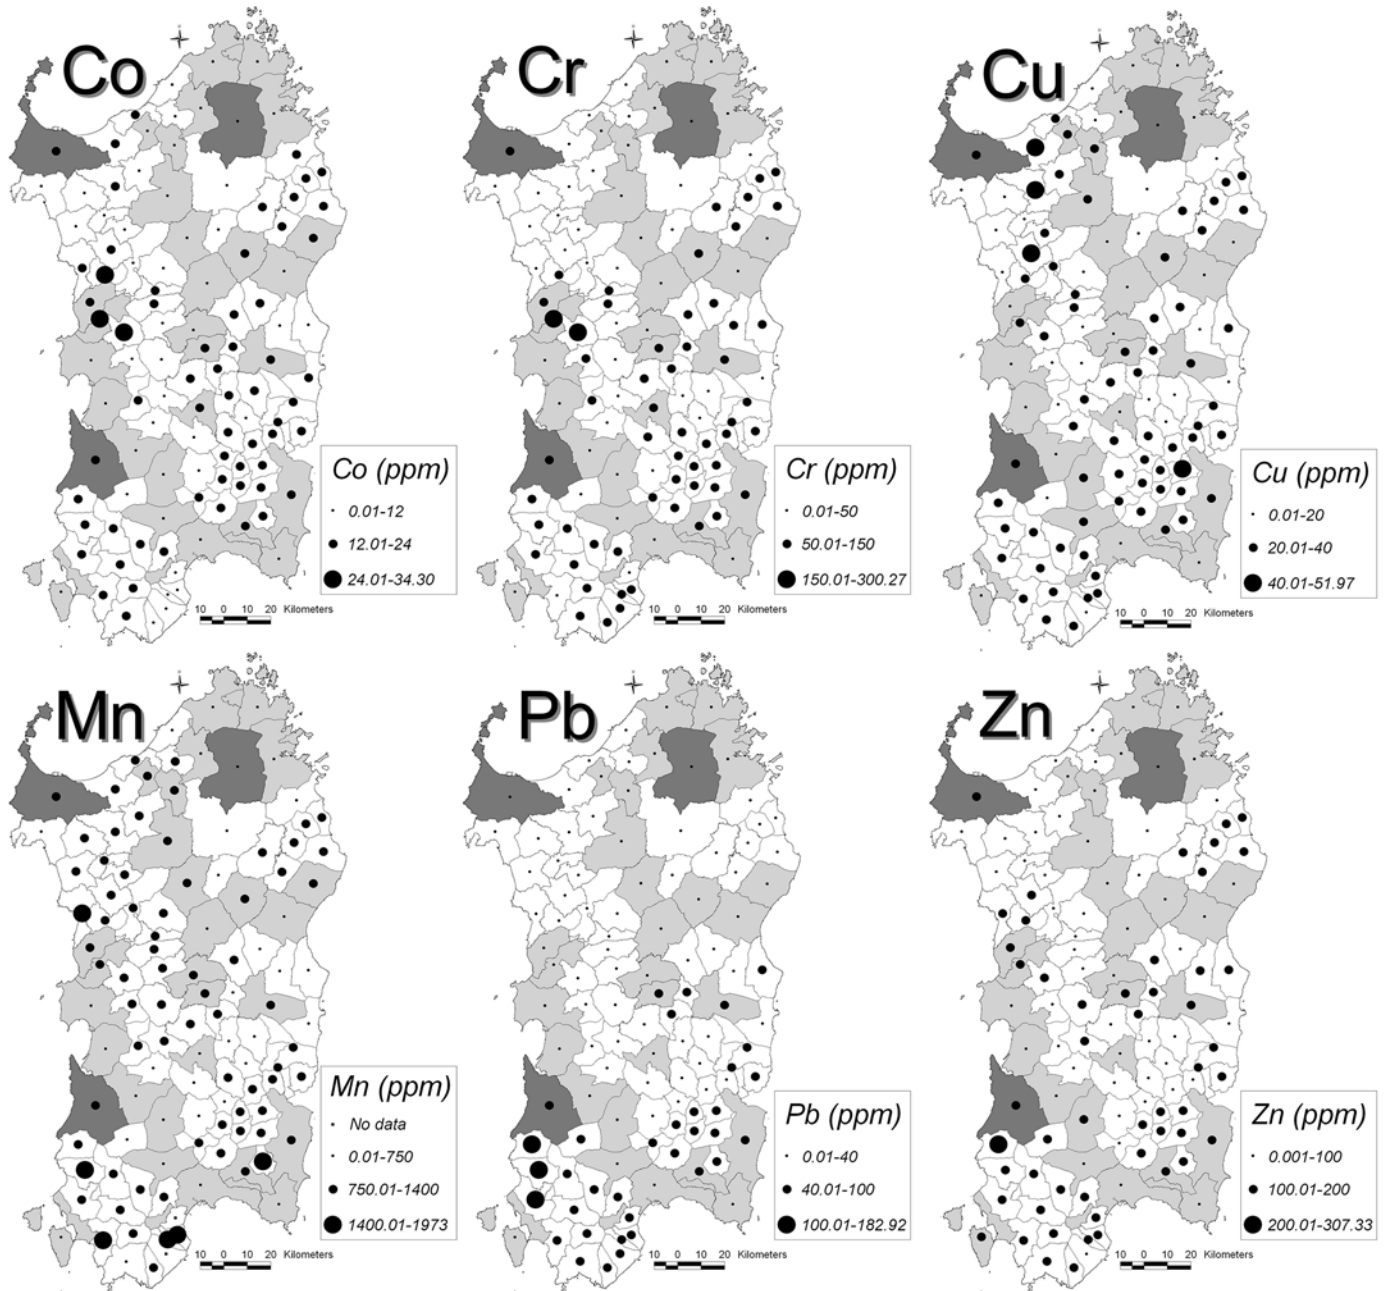 Co
Co (ppm)
0.01-12
12.01-24
24.01-34.30
10 0 10 20 Kilometers
Cr
Cr (ppm)
0.01-50
50.01-150
150.01-300.27
10 0 10 20 Kilometers
Cu
Cu (ppm)
0.01-20
20.01-40
40.01-51.97
10 0 10 20 Kilometers
Mn
Mn (ppm)
No data
0.01-750
750.01-1400
1400.01-1973
10 0 10 20 Kilometers
Pb
Pb (ppm)
0.01-40
40.01-100
100.01-182.92
10 0 10 20 Kilometers
Zn
Zn (ppm)
0.001-100
100.01-200
200.01-307.33
10 0 10 20 Kilometers